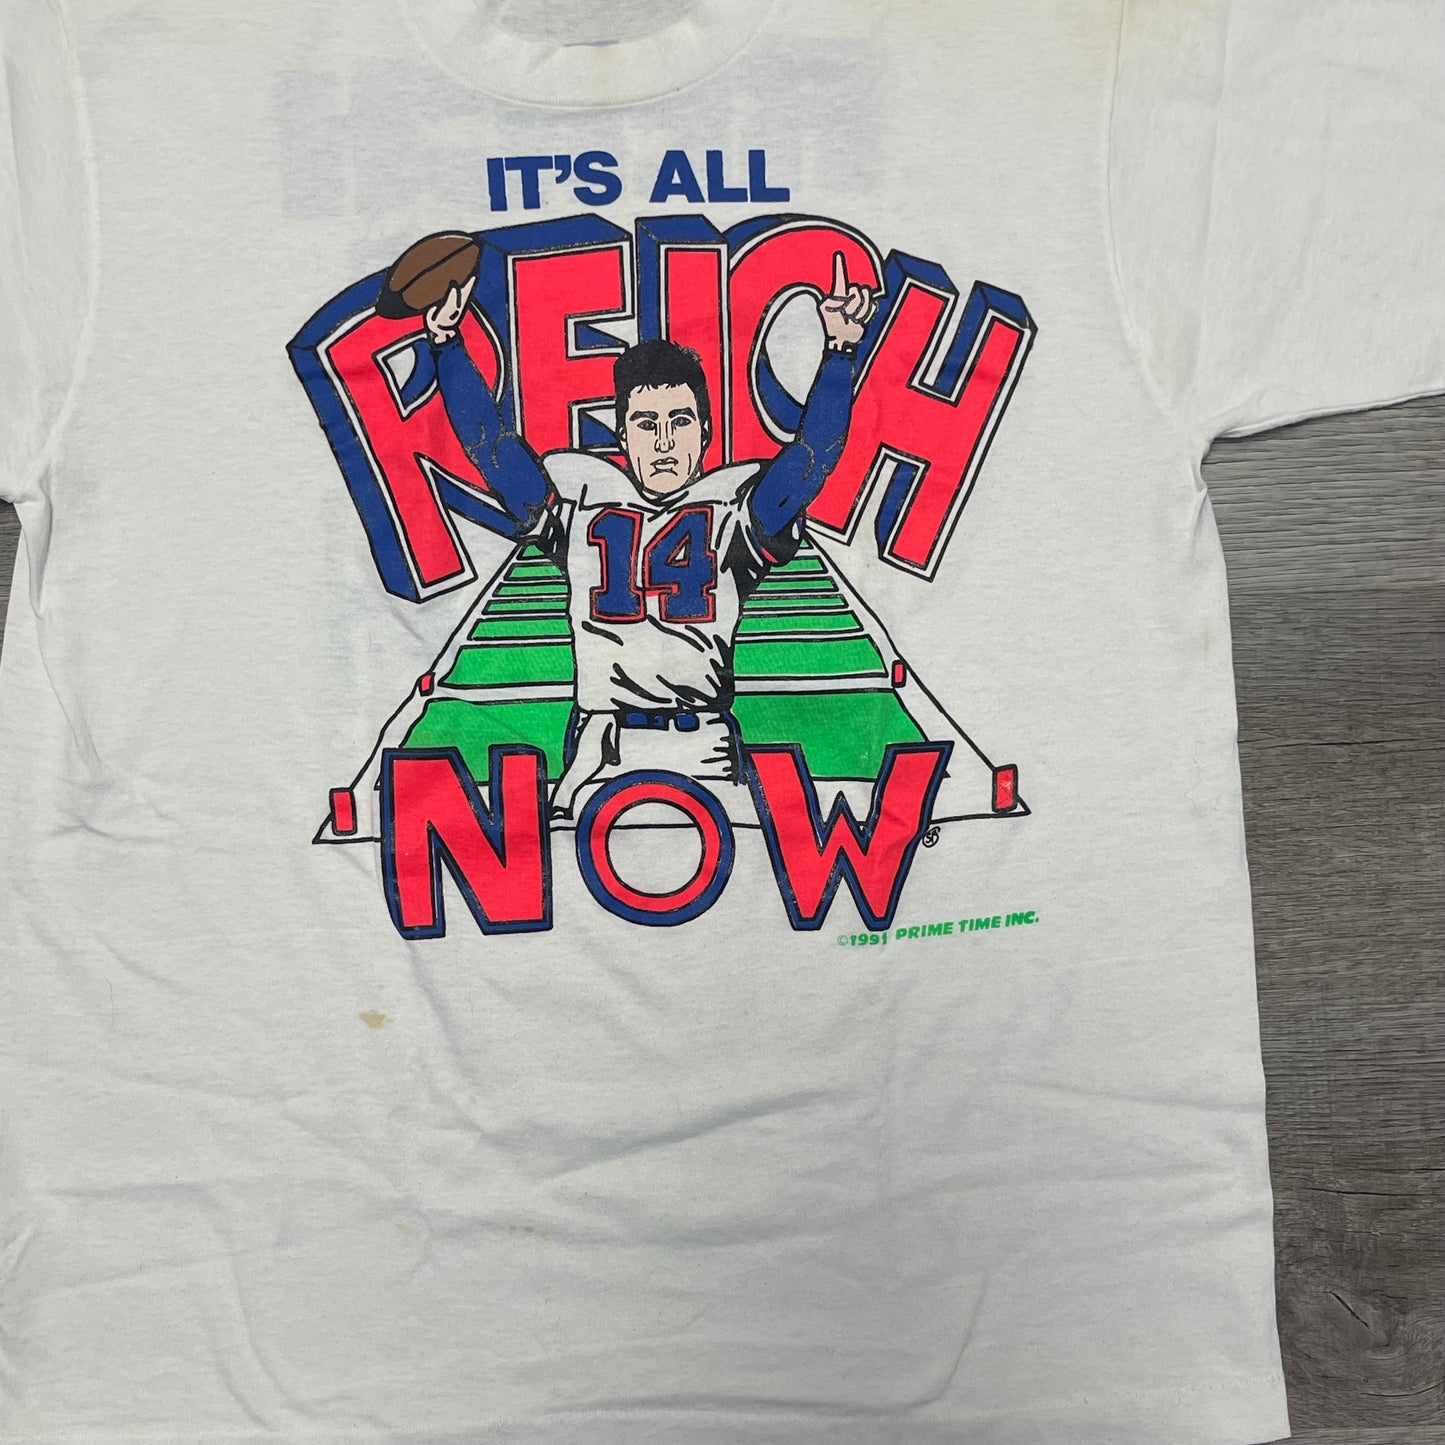 IT'S ALL
REICH
14
NOW
©1991 PRIME TIME INC.